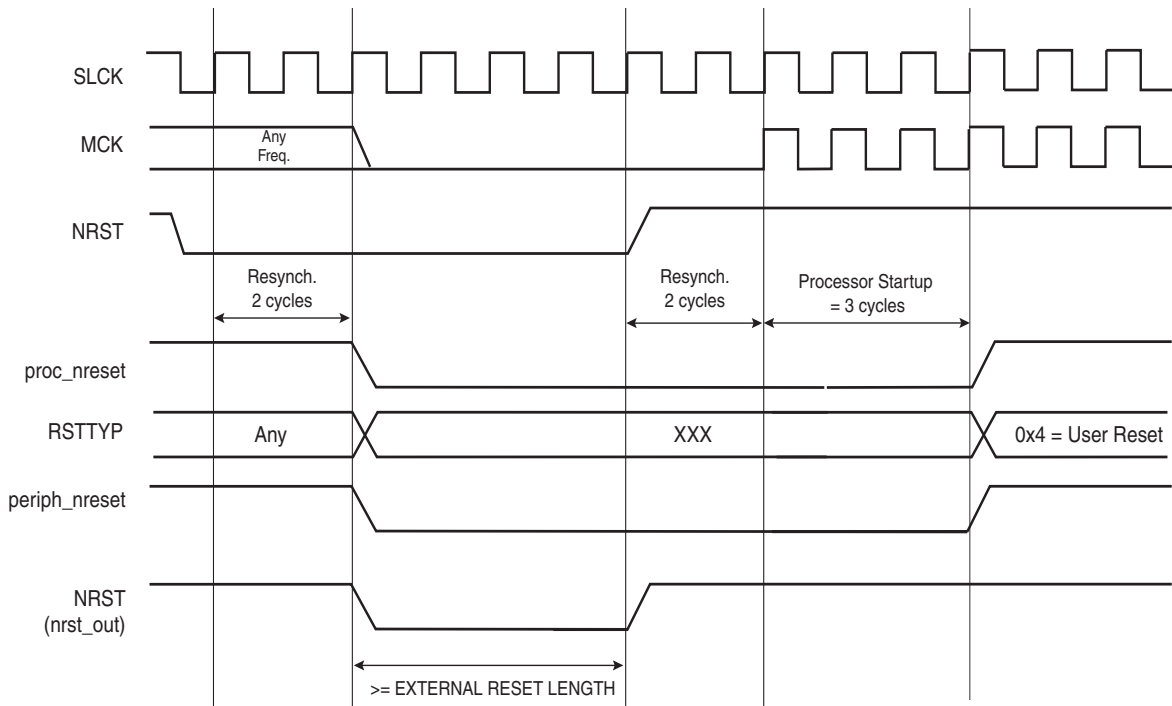 SLCK
MCK
Any
Freq.
NRST
Resynch.
2 cycles
Resynch.
2 cycles
Processor Startup
= 3 cycles
proc_nreset
RSTTYP
Any
XXX
0x4 = User Reset
periph_nreset
NRST
(nrst_out)
>= EXTERNAL RESET LENGTH